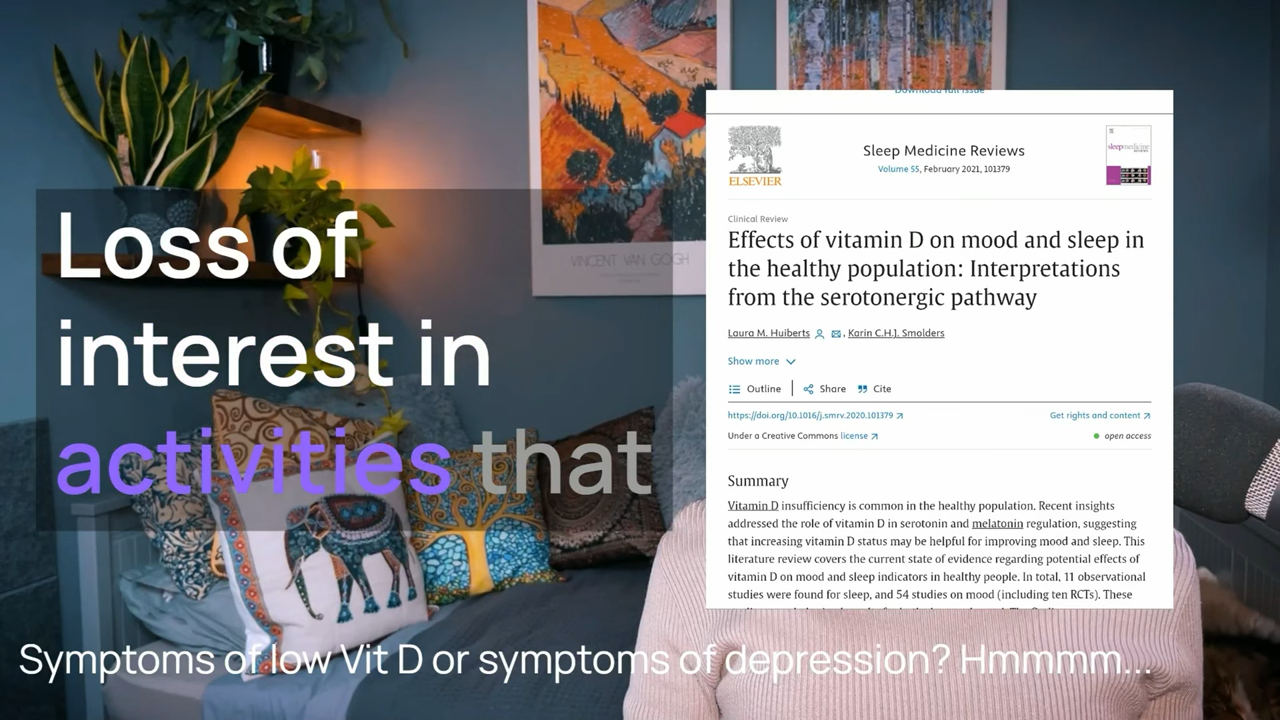 VINCENT VAN GOGH
Loss of
interest in
activities that
Download full issue
ELSEVIER
Sleep Medicine Reviews
Volume 55, February 2021, 101379
sleepmedicine
Clinical Review
Effects of vitamin D on mood and sleep in
the healthy population: Interpretations
from the serotonergic pathway
Laura M. Huiberts , Karin C.H.J. Smolders
Show more
Outline | Share Cite
https://doi.org/10.1016/j.smrv.2020.101379 Get rights and content
Under a Creative Commons license open access
Summary
Vitamin D insufficiency is common in the healthy population. Recent insights
addressed the role of vitamin D in serotonin and melatonin regulation, suggesting
that increasing vitamin D status may be helpful for improving mood and sleep. This
literature review covers the current state of evidence regarding potential effects of
vitamin D on mood and sleep indicators in healthy people. In total, 11 observational
studies were found for sleep, and 54 studies on mood (including ten RCTs). These
Symptoms of low Vit D or symptoms of depression? Hmmmm...